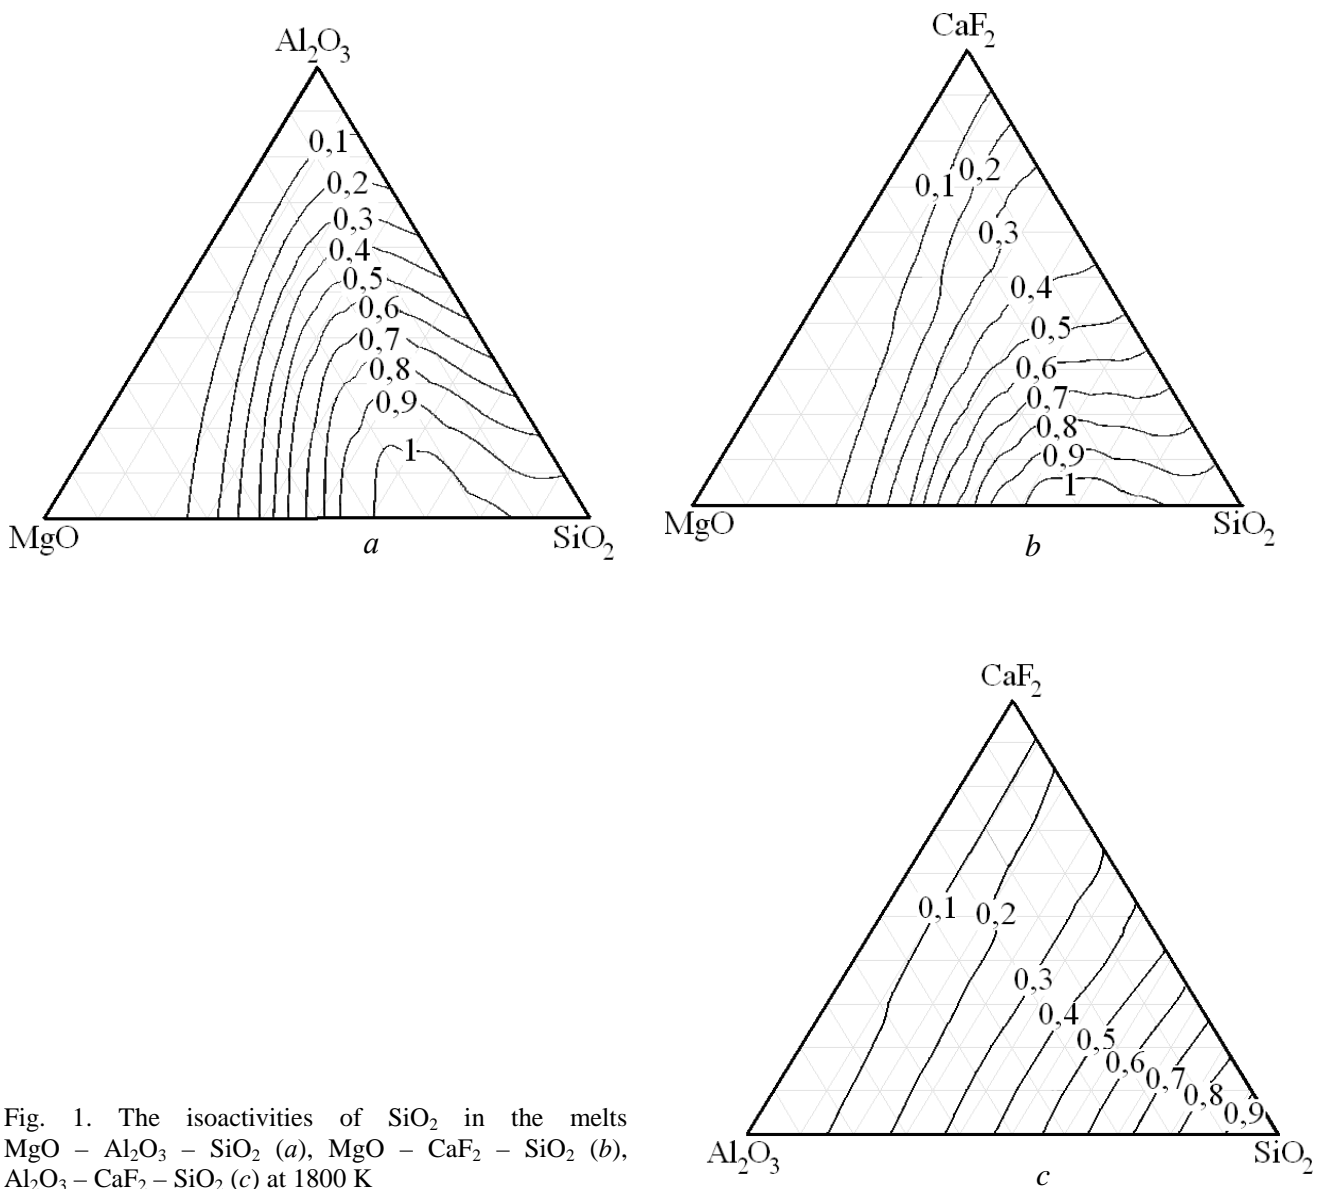 Al₂O₃
0,1
0,2
0,3
0,4
0,5
0,6
0,7
0,8
0,9
1
MgO
SiO₂
a
CaF₂
0,1
0,2
0,3
0,4
0,5
0,6
0,7
0,8
0,9
1
MgO
SiO₂
b
CaF₂
0,1
0,2
0,3
0,4
0,5
0,6
0,7
0,8
0,9
Al₂O₃
SiO₂
c
Fig. 1. The isoactivities of SiO₂ in the melts
MgO – Al₂O₃ – SiO₂ (a), MgO – CaF₂ – SiO₂ (b),
Al₂O₃ – CaF₂ – SiO₂ (c) at 1800 K